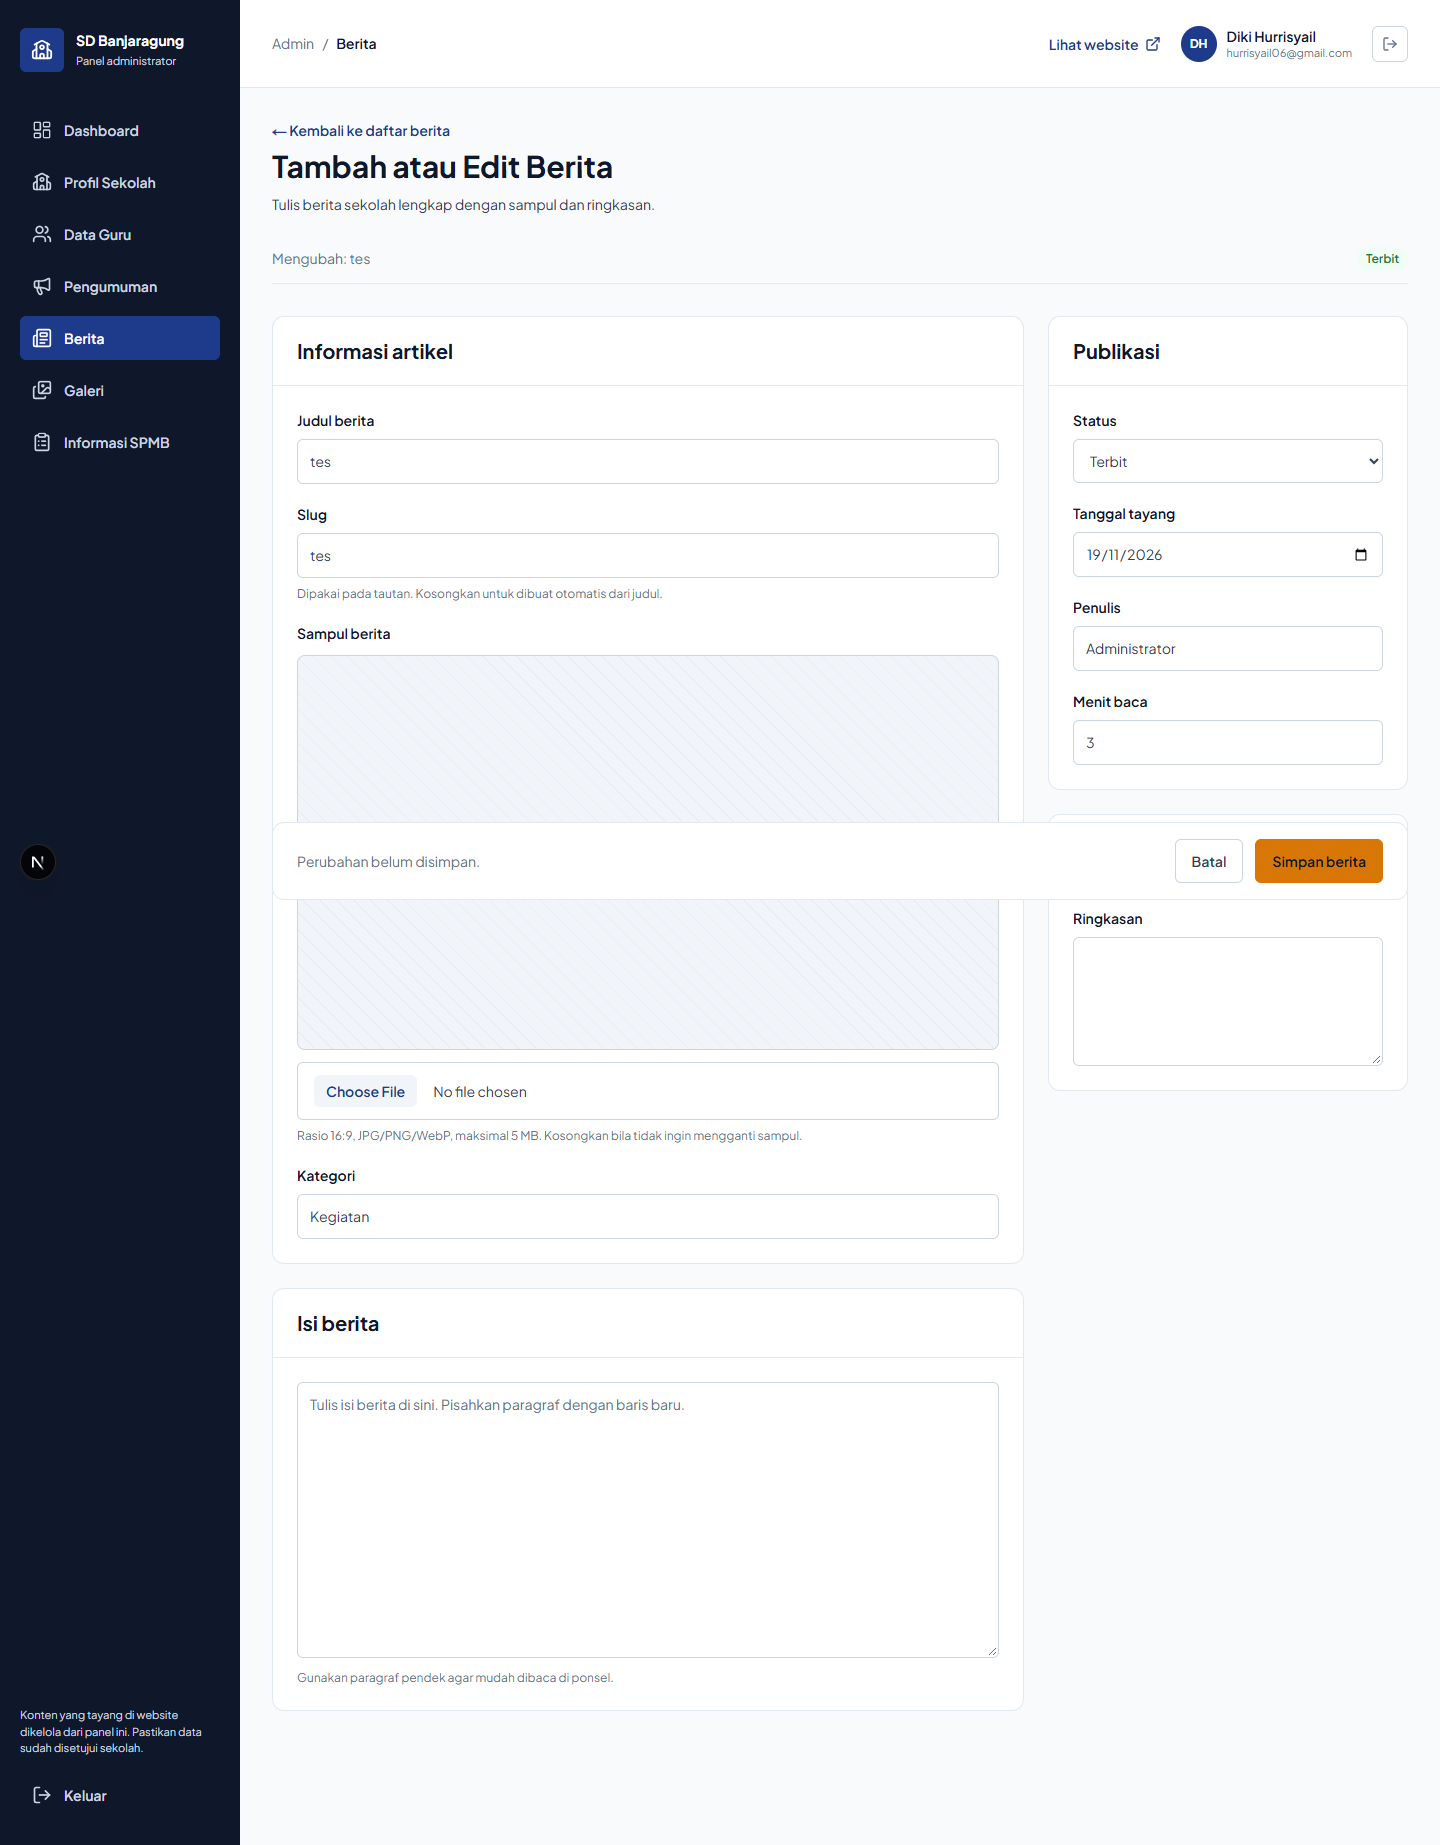 SD Banjaragung
Panel administrator
Dashboard
Profil Sekolah
Data Guru
Pengumuman
Berita
Galeri
Informasi SPMB
N
Konten yang tayang di website
dikelola dari panel ini. Pastikan data
sudah disetujui sekolah.
Keluar
Admin / Berita
Lihat website
DH
Diki Hurrisyail
hurrisyail06@gmail.com
← Kembali ke daftar berita
Tambah atau Edit Berita
Tulis berita sekolah lengkap dengan sampul dan ringkasan.
Mengubah: tes
Terbit
Informasi artikel
Judul berita
tes
Slug
tes
Dipakai pada tautan. Kosongkan untuk dibuat otomatis dari judul.
Sampul berita
Choose File No file chosen
Rasio 16:9, JPG/PNG/WebP, maksimal 5 MB. Kosongkan bila tidak ingin mengganti sampul.
Kategori
Kegiatan
Isi berita
Tulis isi berita di sini. Pisahkan paragraf dengan baris baru.
Gunakan paragraf pendek agar mudah dibaca di ponsel.
Publikasi
Status
Terbit
Tanggal tayang
19/11/2026
Penulis
Administrator
Menit baca
3
Perubahan belum disimpan.
Batal
Simpan berita
Ringkasan